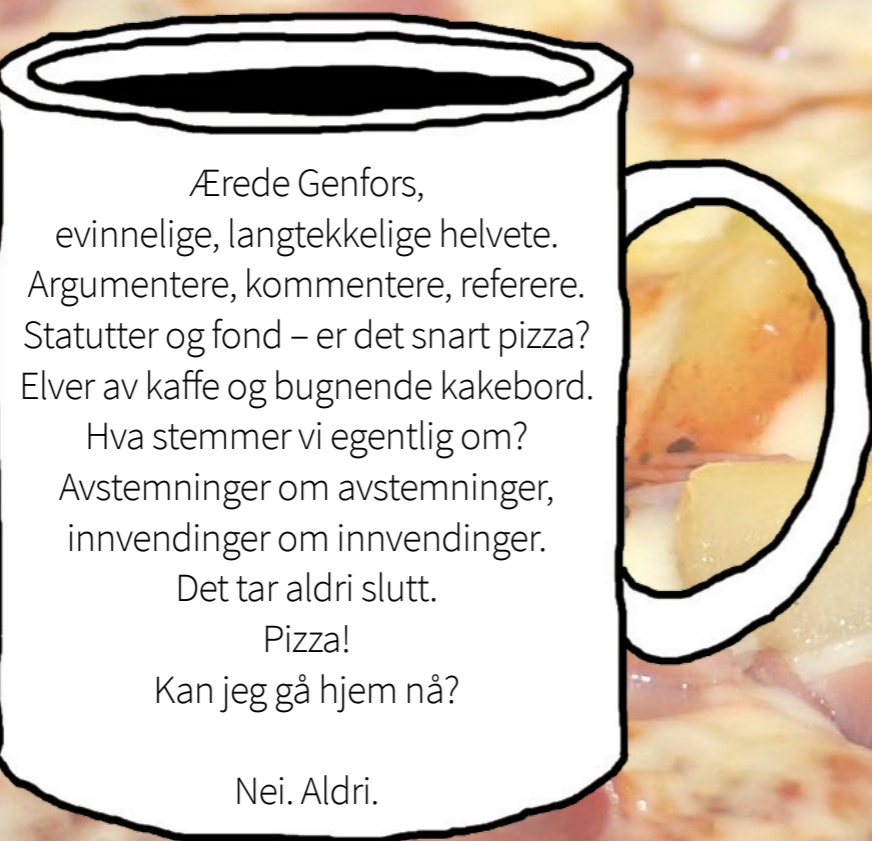 Ærede Genfors,
evinnelige, langtekkelige helvete.
Argumentere, kommentere, referere.
Statutter og fond – er det snart pizza?
Elver av kaffe og bugnende kakebord.
Hva stemmer vi egentlig om?
Avstemninger om avstemninger,
innvendinger om innvendinger.
Det tar aldri slutt.
Pizza!
Kan jeg gå hjem nå?
Nei. Aldri.